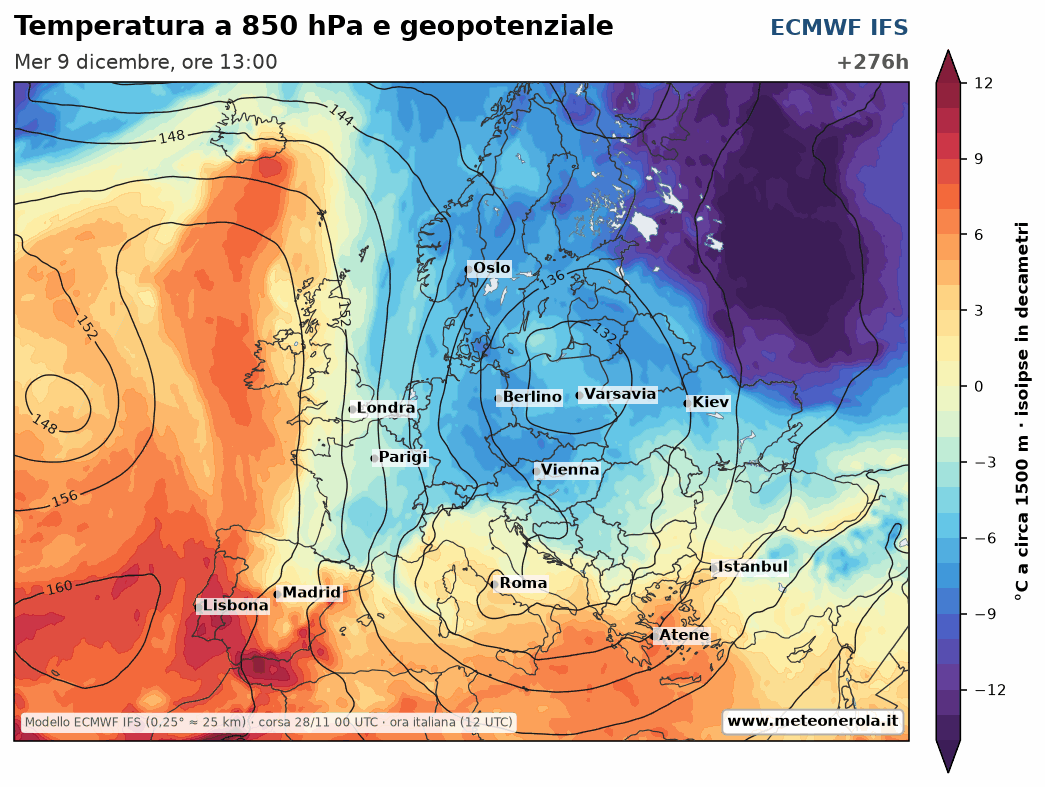 Temperatura a 850 hPa e geopotenziale
ECMWF IFS
Mer 9 dicembre, ore 13:00
+276h
144
148
152
152
136
132
148
156
160
Oslo
Berlino
Varsavia
Kiev
Londra
Parigi
Vienna
Roma
Istanbul
Madrid
Lisbona
Atene
12
9
6
3
0
−3
−6
−9
−12
°C a circa 1500 m · isoipse in decametri
Modello ECMWF IFS (0,25° ≈ 25 km) · corsa 28/11 00 UTC · ora italiana (12 UTC)
www.meteonerola.it